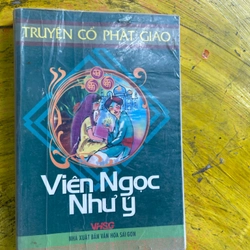 TRUYỆN CỔ PHẬT GIÁO
Viên Ngọc
Như ý
VHSG
NHÀ XUẤT BẢN VĂN HÓA SÀI GÒN